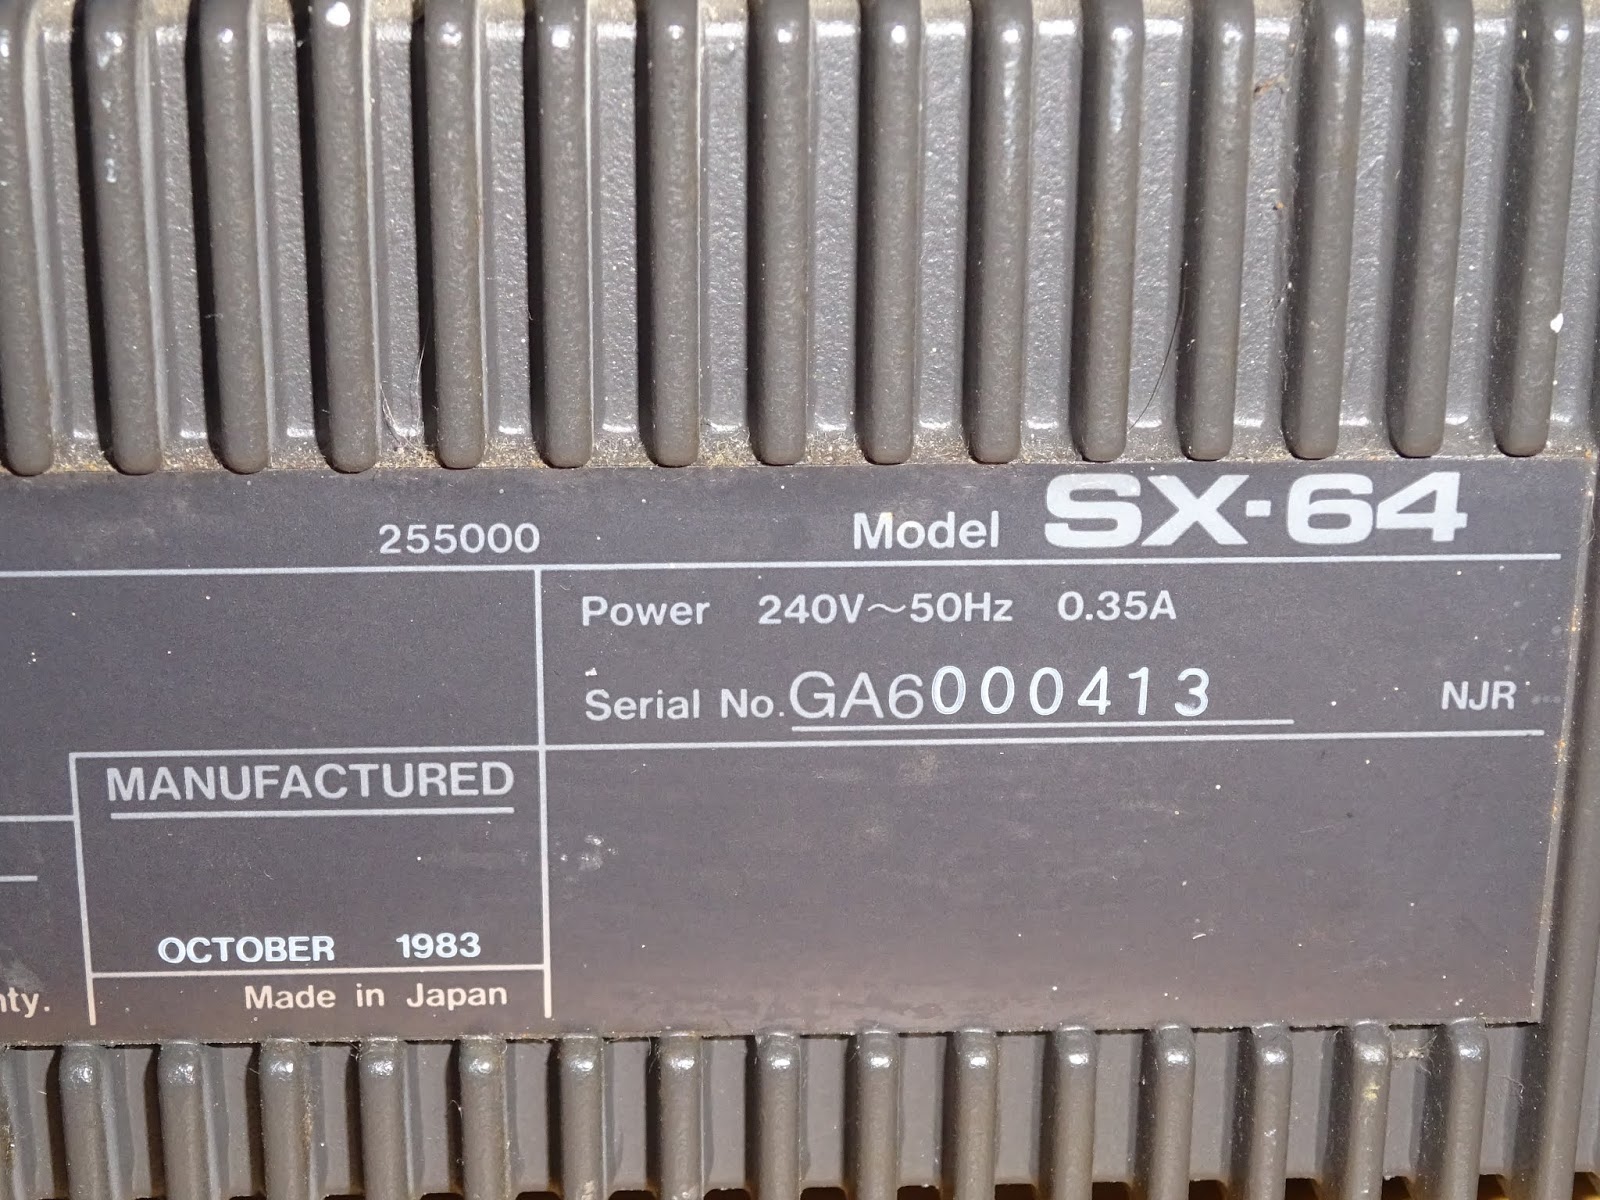 255000 Model SX-64
Power 240V~50Hz 0.35A
Serial No. GA6000413 NJR
MANUFACTURED
OCTOBER 1983
Made in Japan